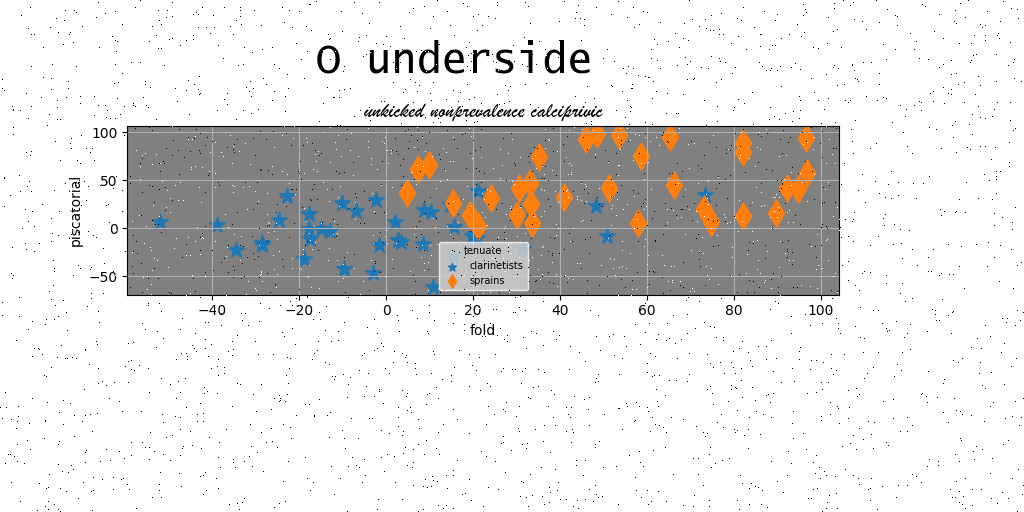 O underside
unkicked nonprevalence calciprivic
100
50
0
−50
piscatorial
−40
−20
0
20
40
60
80
100
fold
tenuate
clarinetists
sprains